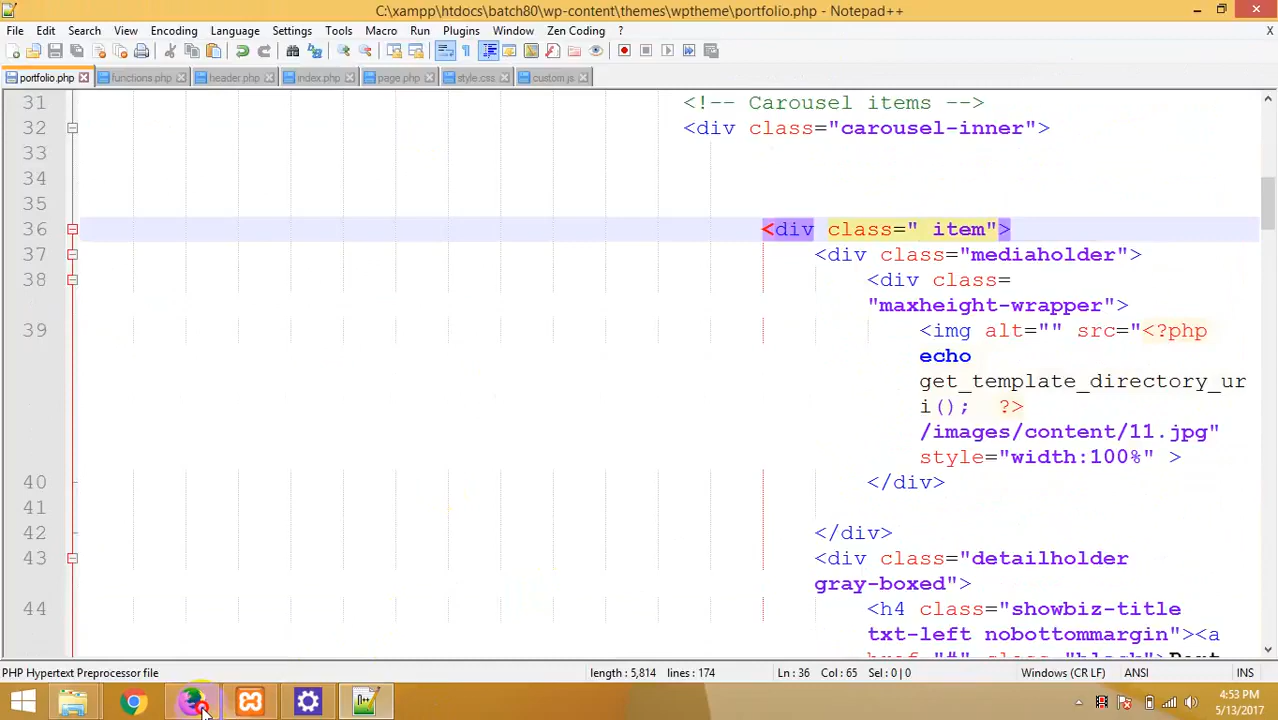 C:\xampp\htdocs\batch80\wp-content\themes\wptheme\portfolio.php - Notepad++
File Edit Search View Encoding Language Settings Tools Macro Run Plugins Window Zen Coding ? X
portfolio.php functions.php header.php index.php page.php style.css custom.js
31 <!-- Carousel items -->
32 <div class="carousel-inner">
33
34
35
36 <div class=" item">
37 <div class="mediaholder">
38 <div class=
"maxheight-wrapper">
39 <img alt="" src="<?php
echo
get_template_directory_ur
i(); ?>
/images/content/11.jpg"
style="width:100%" >
40 </div>
41
42 </div>
43 <div class="detailholder
gray-boxed">
44 <h4 class="showbiz-title
txt-left nobottommargin"><a
PHP Hypertext Preprocessor file length : 5,814 lines : 174 Ln : 36 Col : 65 Sel : 0 | 0 Windows (CR LF) ANSI INS
4:53 PM
5/13/2017